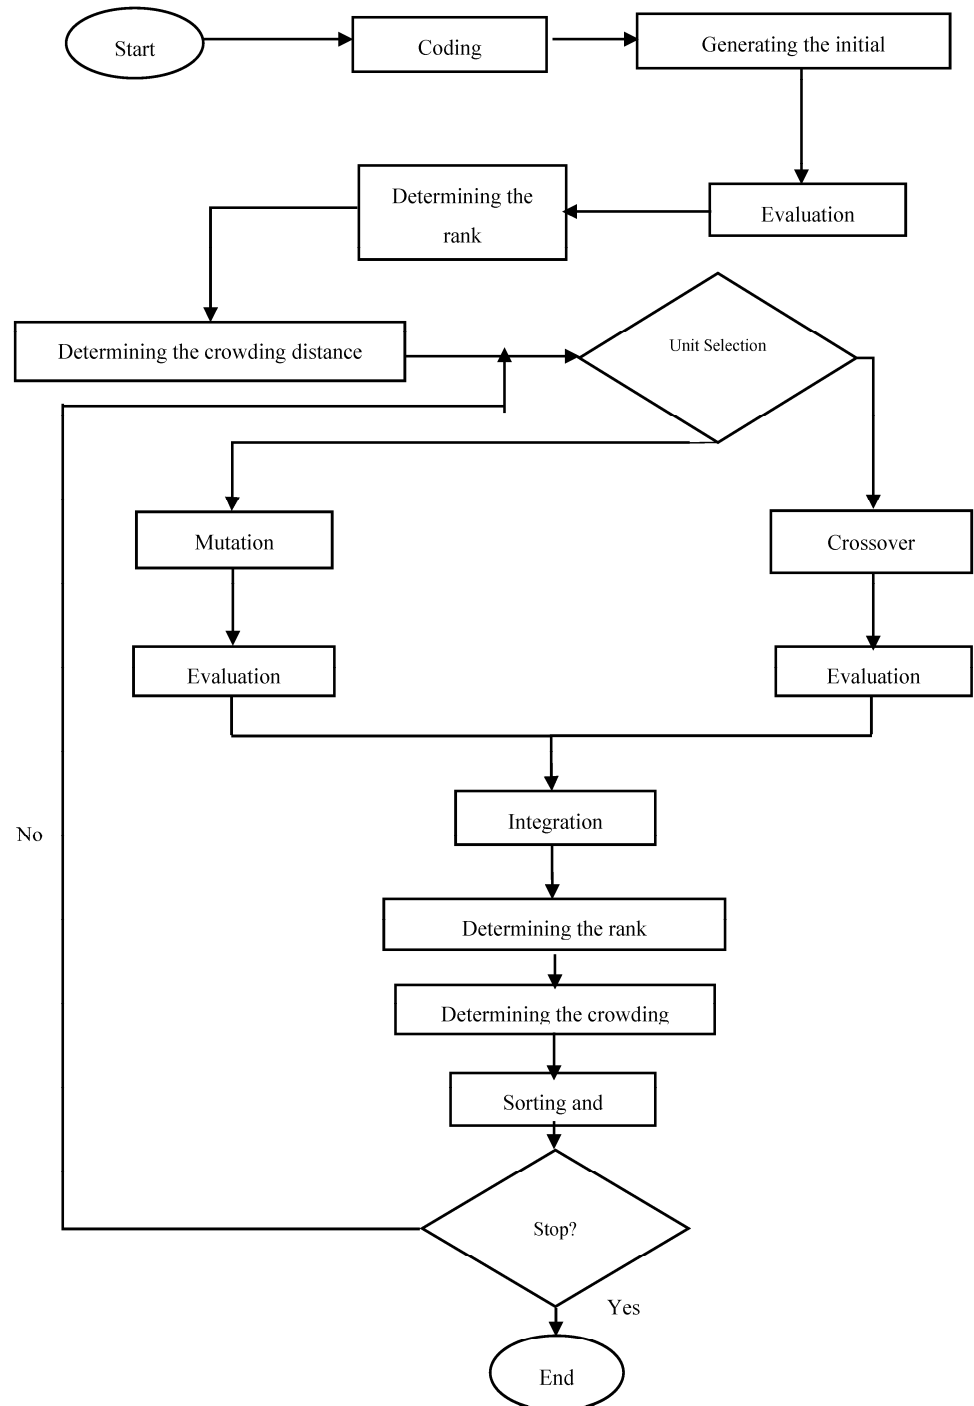 Start
Coding
Generating the initial
Evaluation
Determining the
rank
Determining the crowding distance
Unit Selection
Mutation
Crossover
Evaluation
Evaluation
Integration
No
Determining the rank
Determining the crowding
Sorting and
Stop?
Yes
End